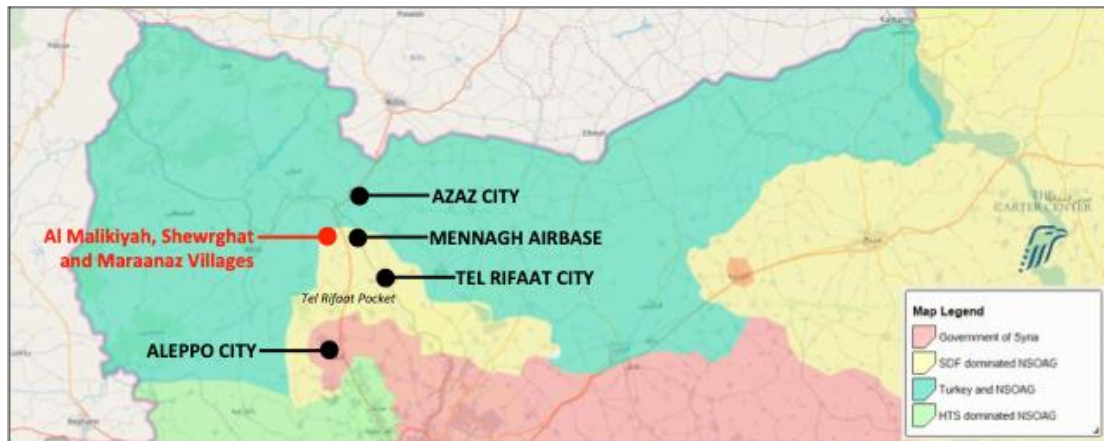 AZAZ CITY
Al Malikiyah, Shewrghat
and Maraanaz Villages
MENNAGH AIRBASE
TEL RIFAAT CITY
Tel Rifaat Pocket
ALEPPO CITY
THE
CARTER CENTER
Map Legend
Government of Syria
SDF dominated NSOAG
Turkey and NSOAG
HTS dominated NSOAG